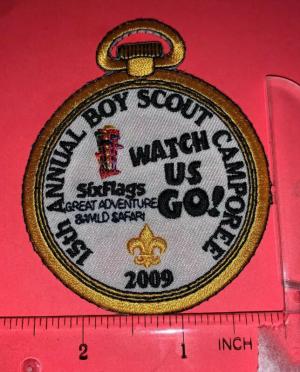 15th ANNUAL BOY SCOUT CAMPOREE
WATCH
US
GO!
SixFlags
GREAT ADVENTURE
& WILD SAFARI
2009
2 1 INCH